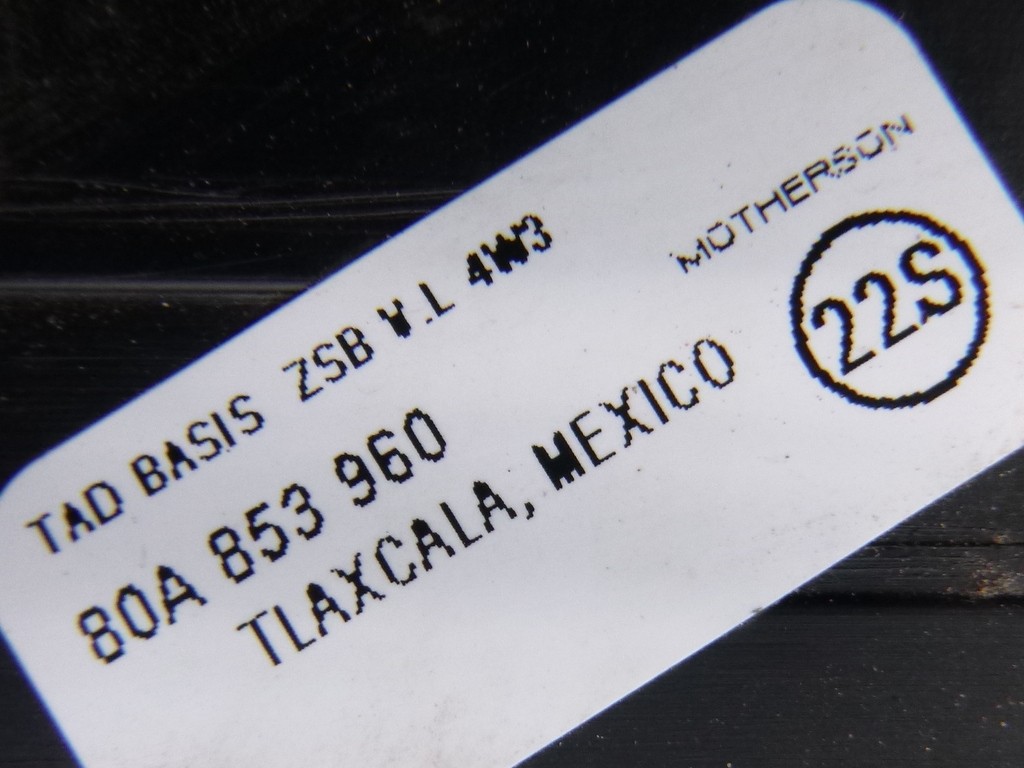 MOTHERSON
TAD BASIS ZSB V.L 4W3
22S
80A 853 960
TLAXCALA, MEXICO